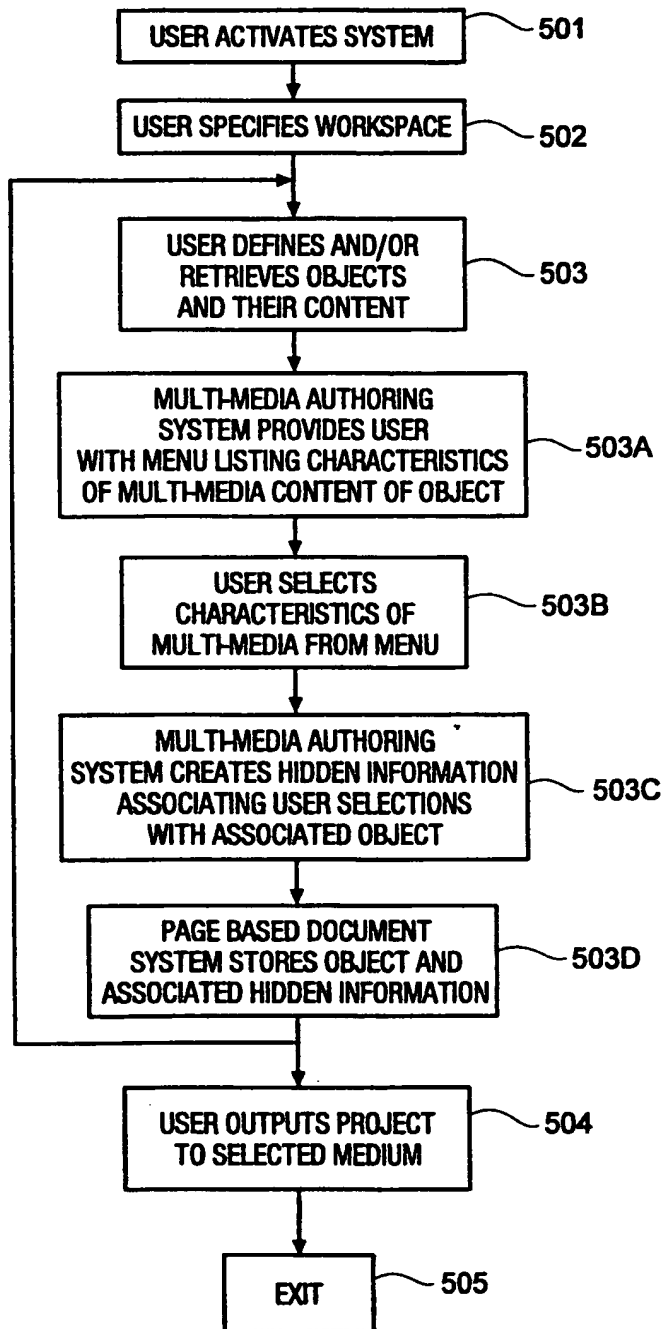 USER ACTIVATES SYSTEM
501
USER SPECIFIES WORKSPACE
502
USER DEFINES AND/OR
RETRIEVES OBJECTS
AND THEIR CONTENT
503
MULTI-MEDIA AUTHORING
SYSTEM PROVIDES USER
WITH MENU LISTING CHARACTERISTICS
OF MULTI-MEDIA CONTENT OF OBJECT
503A
USER SELECTS
CHARACTERISTICS OF
MULTI-MEDIA FROM MENU
503B
MULTI-MEDIA AUTHORING
SYSTEM CREATES HIDDEN INFORMATION
ASSOCIATING USER SELECTIONS
WITH ASSOCIATED OBJECT
503C
PAGE BASED DOCUMENT
SYSTEM STORES OBJECT AND
ASSOCIATED HIDDEN INFORMATION
503D
USER OUTPUTS PROJECT
TO SELECTED MEDIUM
504
EXIT
505